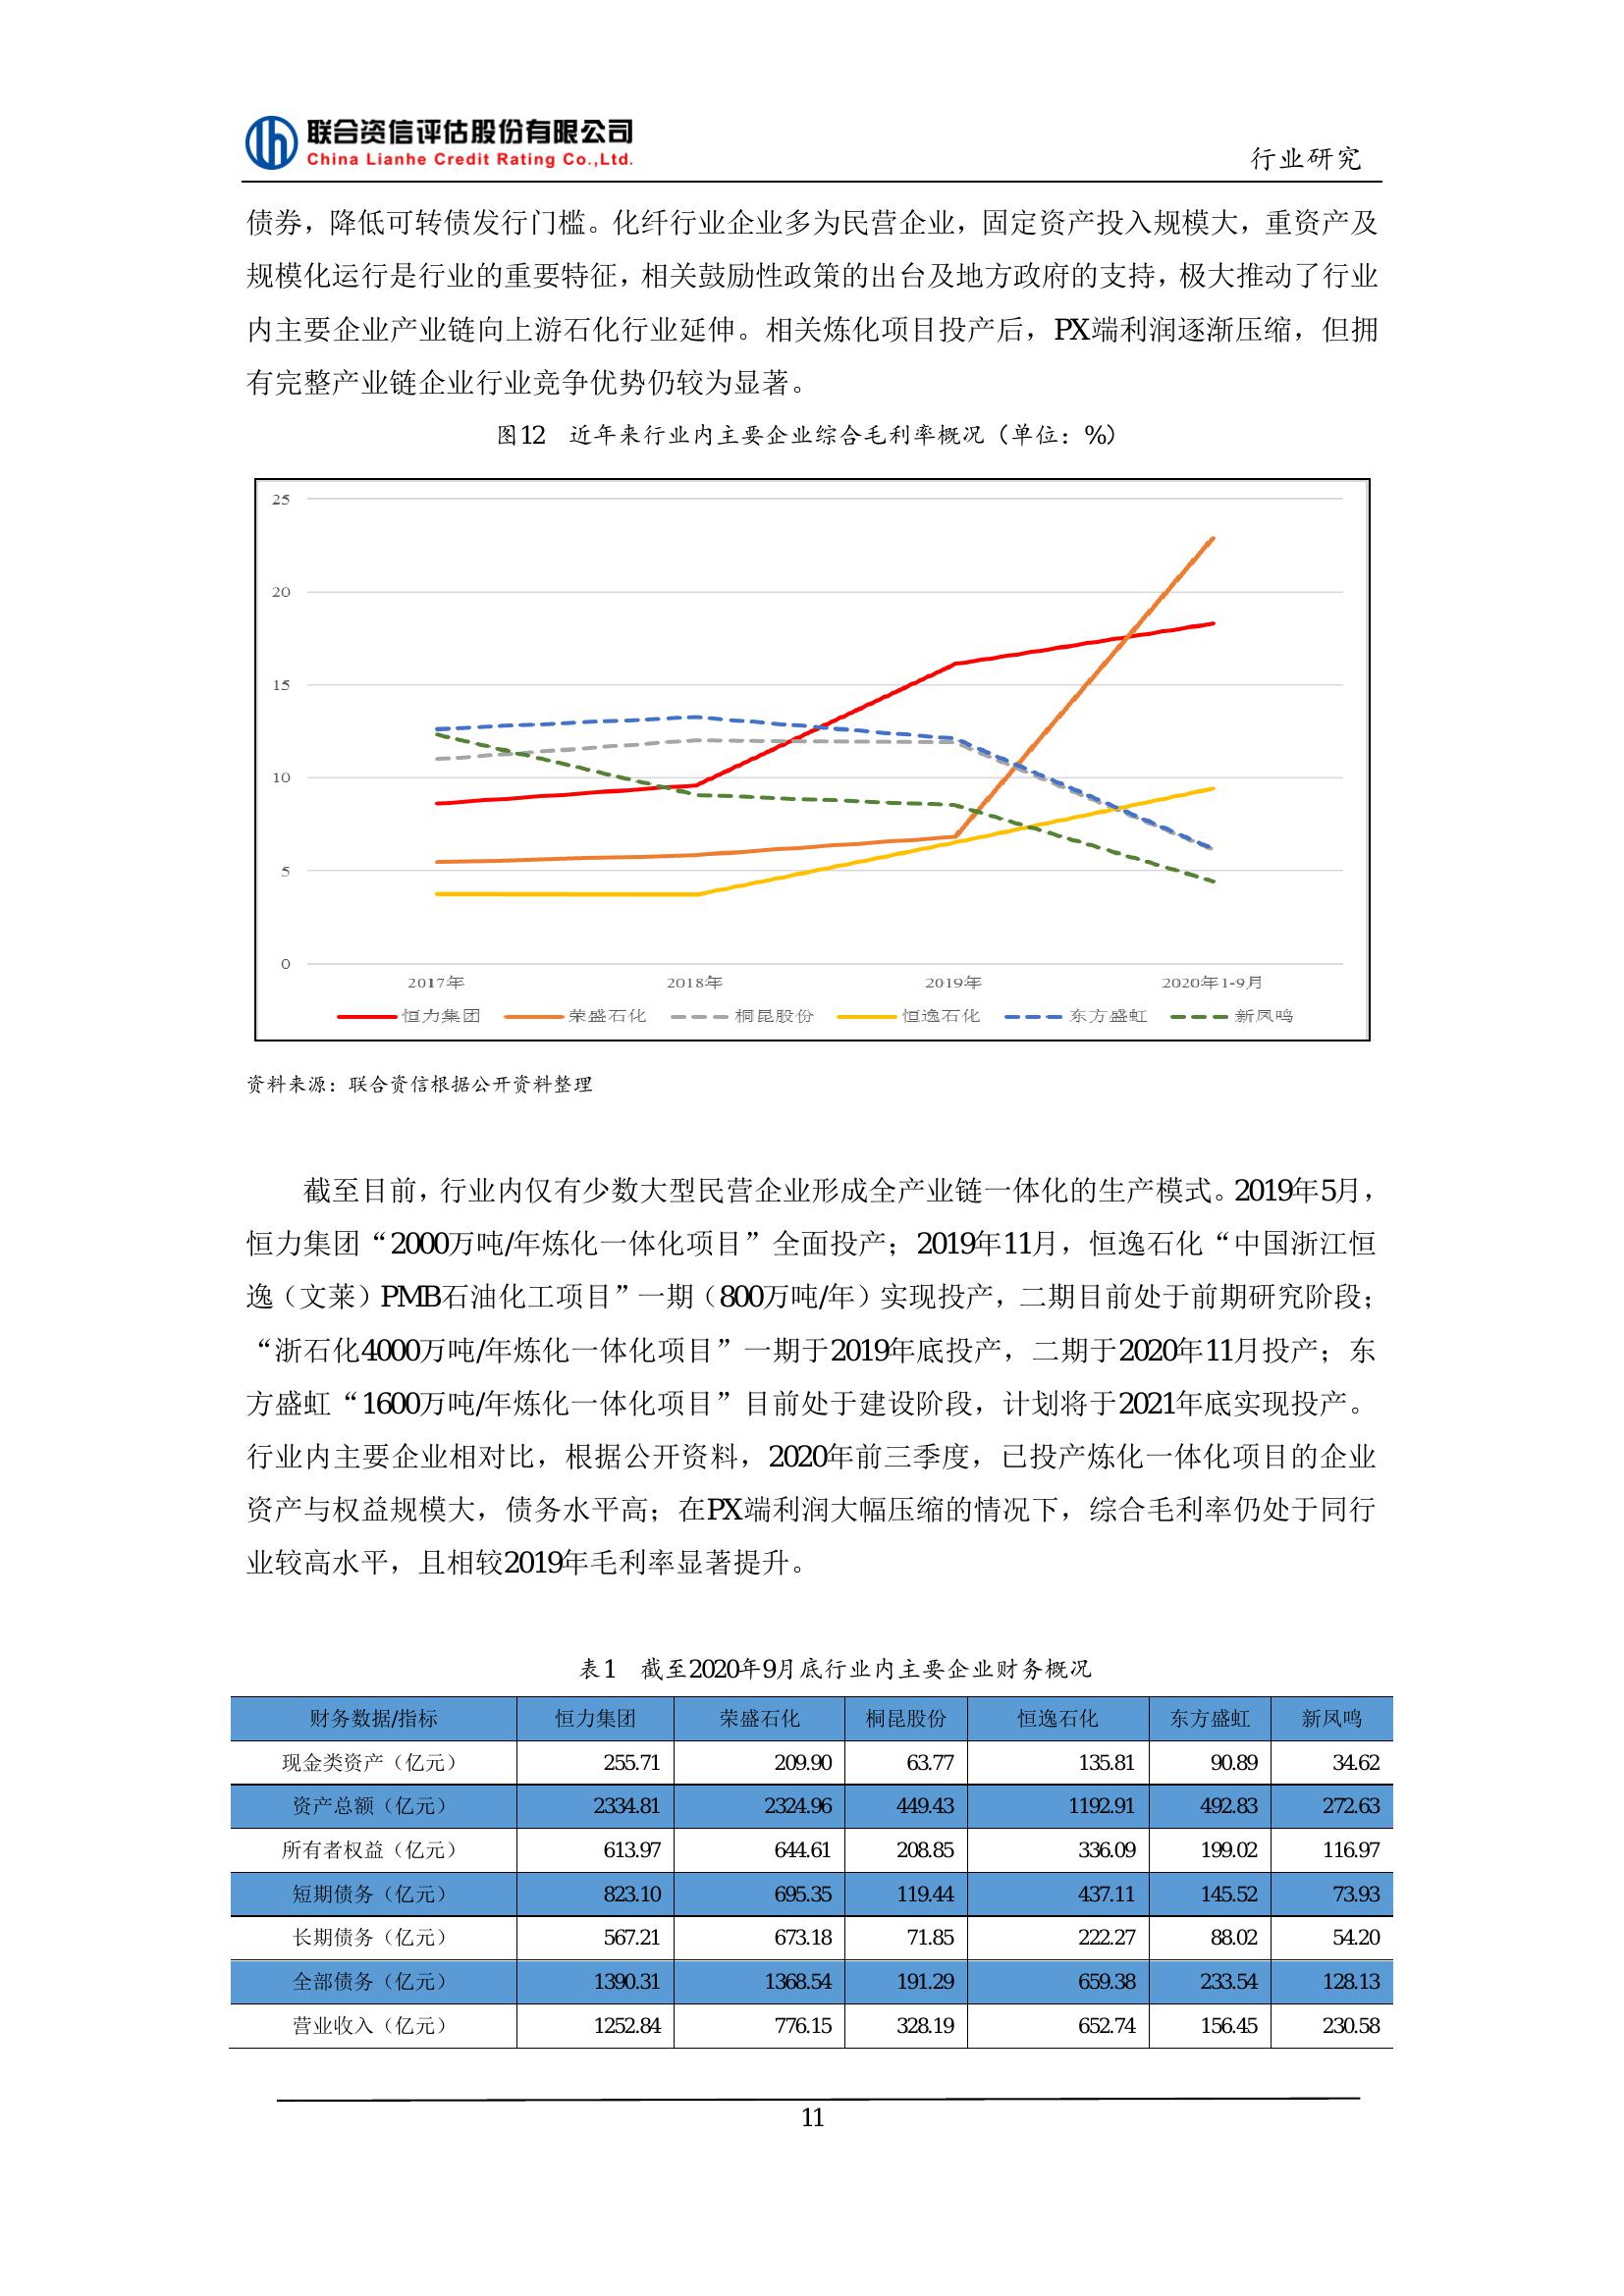 联合资信评估股份有限公司
China Lianhe Credit Rating Co.,Ltd.
行业研究
债券，降低可转债发行门槛。化纤行业企业多为民营企业，固定资产投入规模大，重资产及
规模化运行是行业的重要特征，相关鼓励性政策的出台及地方政府的支持，极大推动了行业
内主要企业产业链向上游石化行业延伸。相关炼化项目投产后，PX端利润逐渐压缩，但拥
有完整产业链企业行业竞争优势仍较为显著。
图12 近年来行业内主要企业综合毛利率概况（单位：%）
25
20
15
10
5
0
2017年 2018年 2019年 2020年1-9月
恒力集团 荣盛石化 桐昆股份 恒逸石化 东方盛虹 新凤鸣
资料来源：联合资信根据公开资料整理
截至目前，行业内仅有少数大型民营企业形成全产业链一体化的生产模式。2019年5月，
恒力集团“2000万吨/年炼化一体化项目”全面投产；2019年11月，恒逸石化“中国浙江恒
逸（文莱）PMB石油化工项目”一期（800万吨/年）实现投产，二期目前处于前期研究阶段；
“浙石化4000万吨/年炼化一体化项目”一期于2019年底投产，二期于2020年11月投产；东
方盛虹“1600万吨/年炼化一体化项目”目前处于建设阶段，计划将于2021年底实现投产。
行业内主要企业相对比，根据公开资料，2020年前三季度，已投产炼化一体化项目的企业
资产与权益规模大，债务水平高；在PX端利润大幅压缩的情况下，综合毛利率仍处于同行
业较高水平，且相较2019年毛利率显著提升。
表1 截至2020年9月底行业内主要企业财务概况
财务数据/指标 恒力集团 荣盛石化 桐昆股份 恒逸石化 东方盛虹 新凤鸣
现金类资产（亿元） 255.71 209.90 63.77 135.81 90.89 34.62
资产总额（亿元） 2334.81 2324.96 449.43 1192.91 492.83 272.63
所有者权益（亿元） 613.97 644.61 208.85 336.09 199.02 116.97
短期债务（亿元） 823.10 695.35 119.44 437.11 145.52 73.93
长期债务（亿元） 567.21 673.18 71.85 222.27 88.02 54.20
全部债务（亿元） 1390.31 1368.54 191.29 659.38 233.54 128.13
营业收入（亿元） 1252.84 776.15 328.19 652.74 156.45 230.58
11